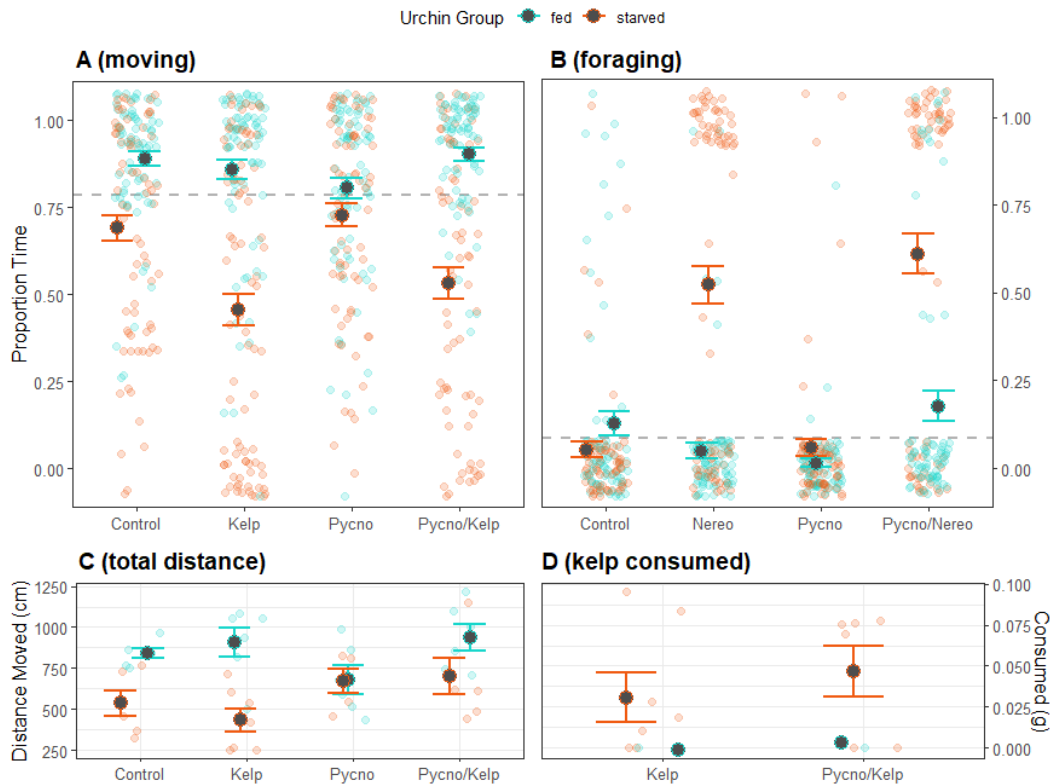 Urchin Group fed starved
A (moving)
B (foraging)
Proportion Time
1.00
0.75
0.50
0.25
0.00
1.00
0.75
0.50
0.25
0.00
Control Kelp Pycno Pycno/Kelp
Control Nereo Pycno Pycno/Nereo
C (total distance)
D (kelp consumed)
Distance Moved (cm)
1250
1000
750
500
250
0.100
0.075
0.050
0.025
0.000
Consumed (g)
Control Kelp Pycno Pycno/Kelp
Kelp Pycno/Kelp